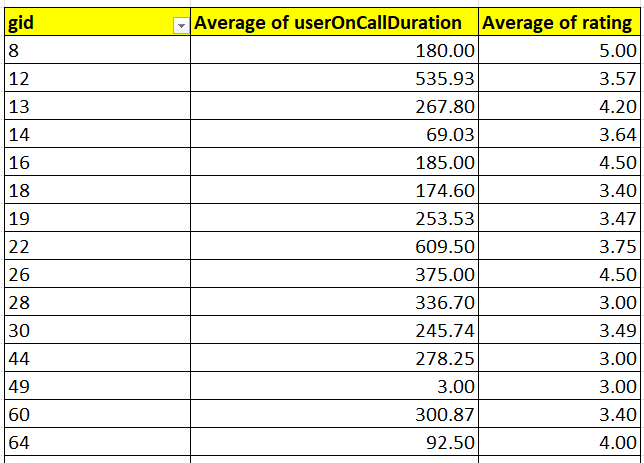 gid Average of userOnCallDuration Average of rating
8 180.00 5.00
12 535.93 3.57
13 267.80 4.20
14 69.03 3.64
16 185.00 4.50
18 174.60 3.40
19 253.53 3.47
22 609.50 3.75
26 375.00 4.50
28 336.70 3.00
30 245.74 3.49
44 278.25 3.00
49 3.00 3.00
60 300.87 3.40
64 92.50 4.00